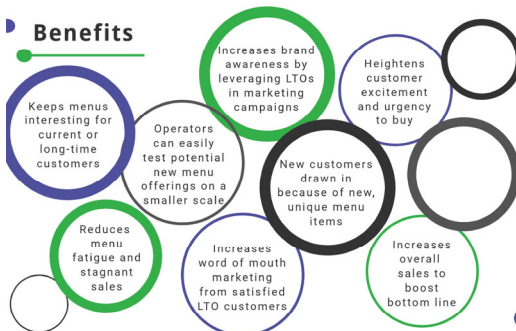 Benefits
Increases brand
awareness by
leveraging LTOs
in marketing
campaigns
Heightens
customer
excitement
and urgency
to buy
Keeps menus
interesting for
current or
long-time
customers
Operators
can easily
test potential
new menu
offerings on a
smaller scale
New customers
drawn in
because of new,
unique menu
items
Reduces
menu
fatigue and
stagnant
sales
Increases
word of mouth
marketing
from satisfied
LTO customers
Increases
overall
sales to
boost
bottom line